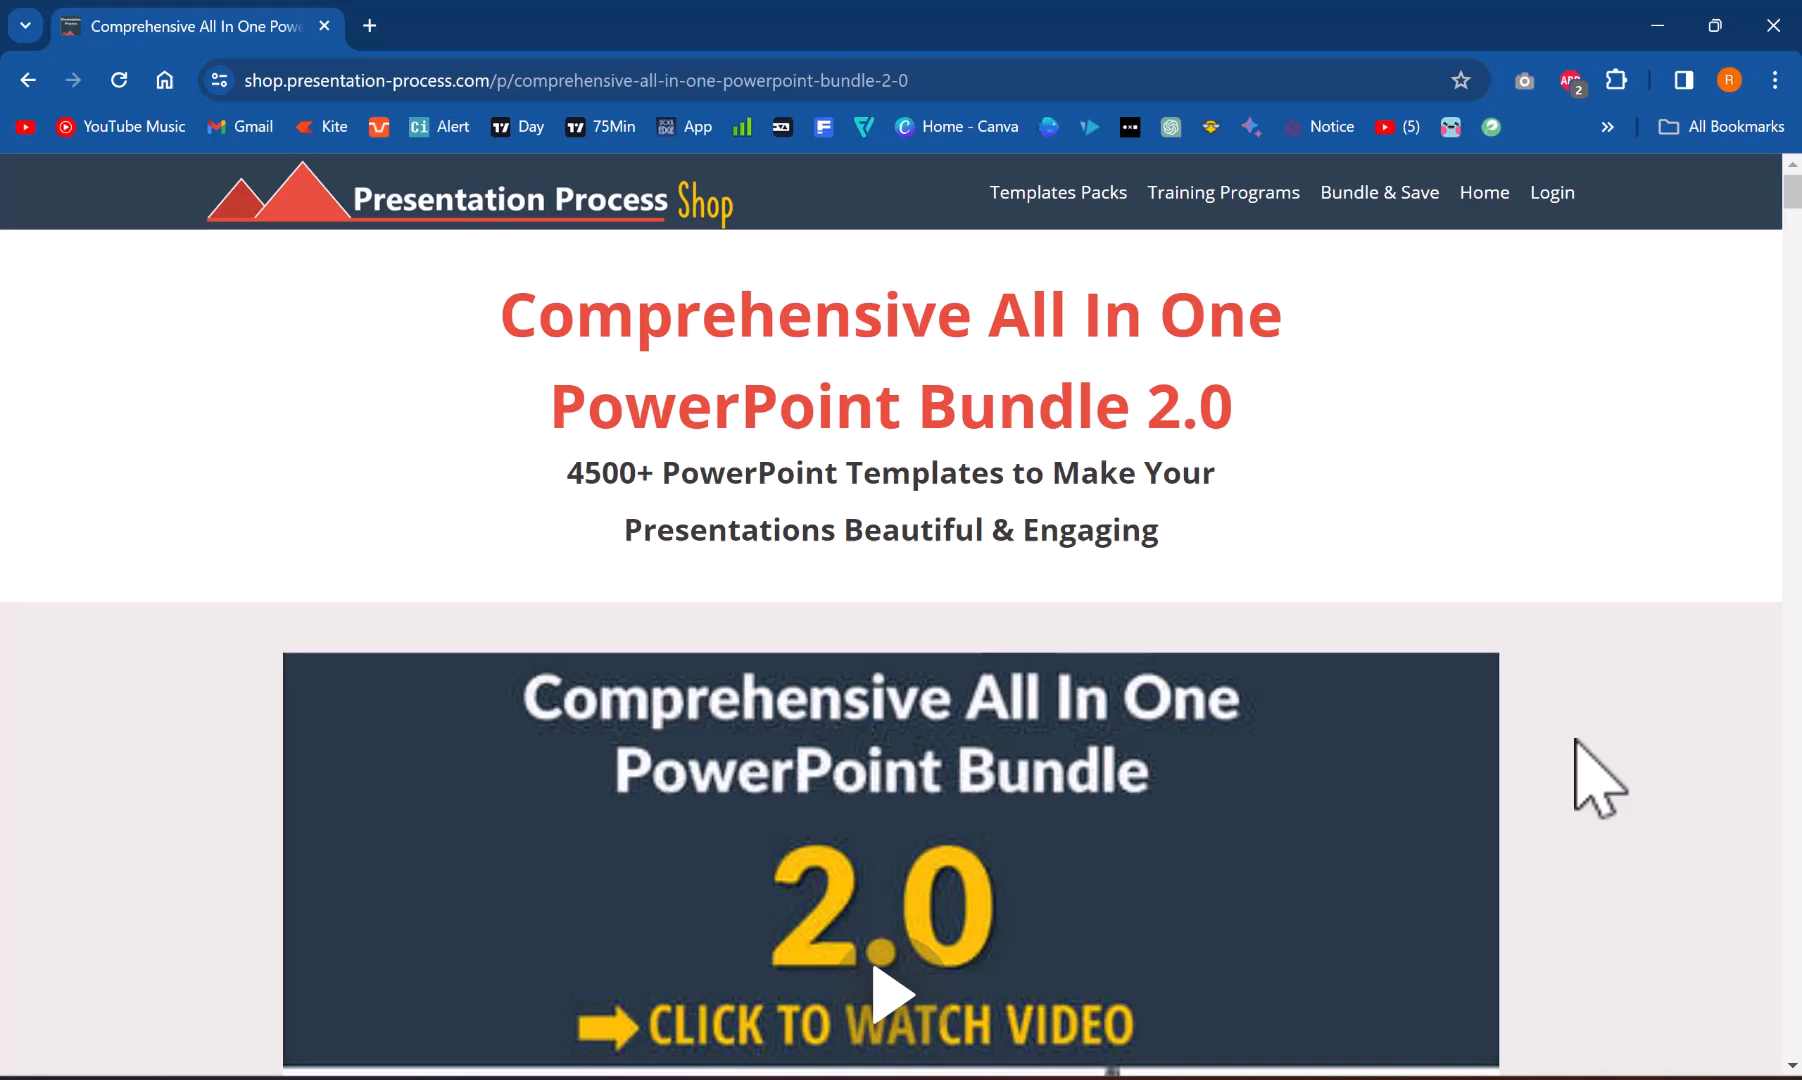 Comprehensive All In One Pow
shop.presentation-process.com/p/comprehensive-all-in-one-powerpoint-bundle-2-0
ABP
2
R
YouTube Music
Gmail
Kite
Ci Alert
Day
75Min
App
F
Home - Canva
Notice
(5)
»
All Bookmarks
Presentation Process Shop
Templates Packs
Training Programs
Bundle & Save
Home
Login
Comprehensive All In One
PowerPoint Bundle 2.0
4500+ PowerPoint Templates to Make Your
Presentations Beautiful & Engaging
Comprehensive All In One
PowerPoint Bundle
2.0
CLICK TO WATCH VIDEO